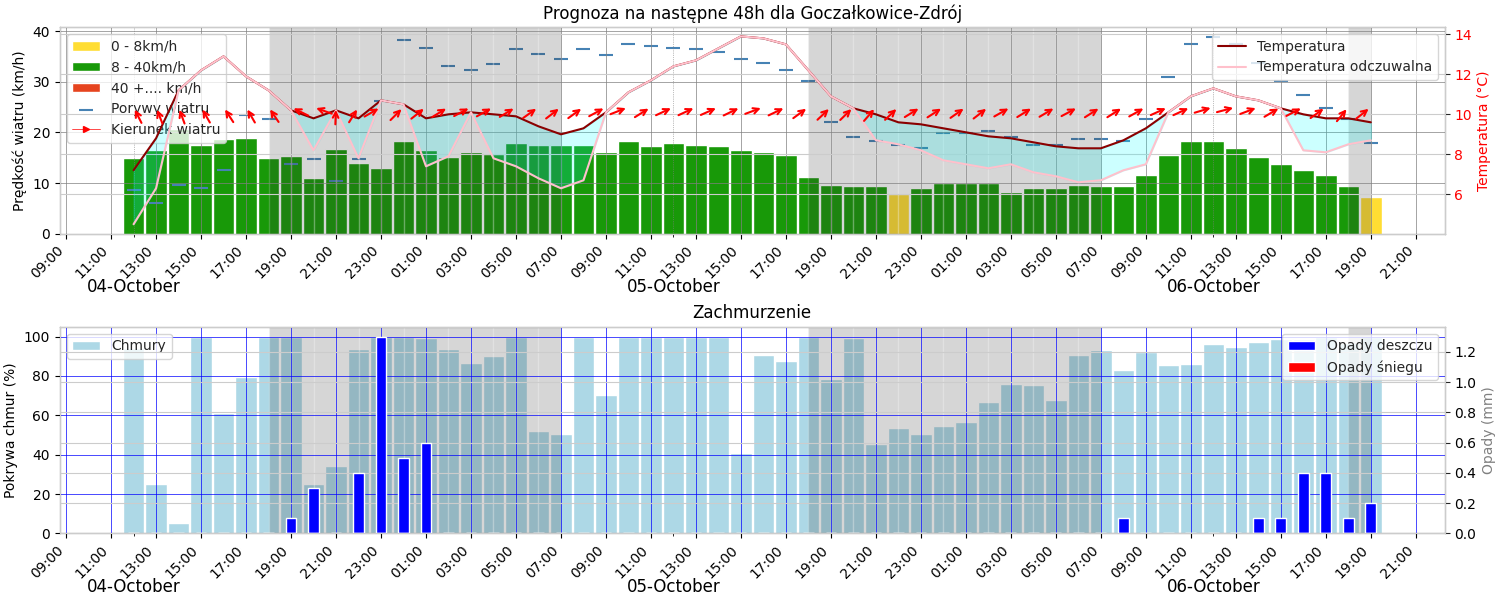 Prognoza na następne 48h dla Goczałkowice-Zdrój
Prędkość wiatru (km/h)
40
30
20
10
0
0 - 8km/h
8 - 40km/h
40 +.... km/h
Porywy wiatru
Kierunek wiatru
Temperatura
Temperatura odczuwalna
14
12
10
8
6
Temperatura (°C)
09:00 11:00 13:00 15:00 17:00 19:00 21:00 23:00 01:00 03:00 05:00 07:00 09:00 11:00 13:00 15:00 17:00 19:00 21:00 23:00 01:00 03:00 05:00 07:00 09:00 11:00 13:00 15:00 17:00 19:00 21:00
04-October 05-October 06-October
Zachmurzenie
Pokrywa chmur (%)
100
80
60
40
20
0
Chmury
Opady deszczu
Opady śniegu
1.2
1.0
0.8
0.6
0.4
0.2
0.0
Opady (mm)
09:00 11:00 13:00 15:00 17:00 19:00 21:00 23:00 01:00 03:00 05:00 07:00 09:00 11:00 13:00 15:00 17:00 19:00 21:00 23:00 01:00 03:00 05:00 07:00 09:00 11:00 13:00 15:00 17:00 19:00 21:00
04-October 05-October 06-October